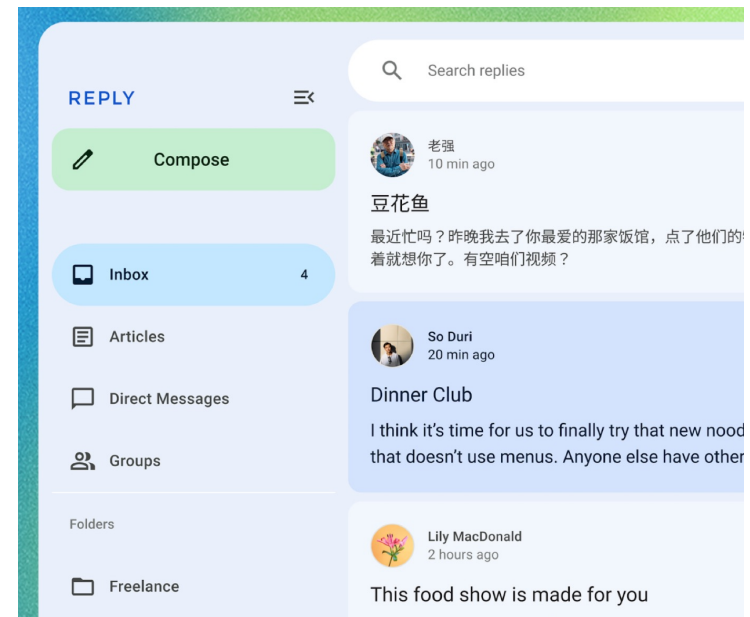 REPLY
Compose
Inbox 4
Articles
Direct Messages
Groups
Folders
Freelance
Search replies
老强
10 min ago
豆花鱼
最近忙吗？昨晚我去了你最爱的那家饭馆，点了他们的
着就想你了。有空咱们视频？
So Duri
20 min ago
Dinner Club
I think it’s time for us to finally try that new nood
that doesn’t use menus. Anyone else have other
Lily MacDonald
2 hours ago
This food show is made for you